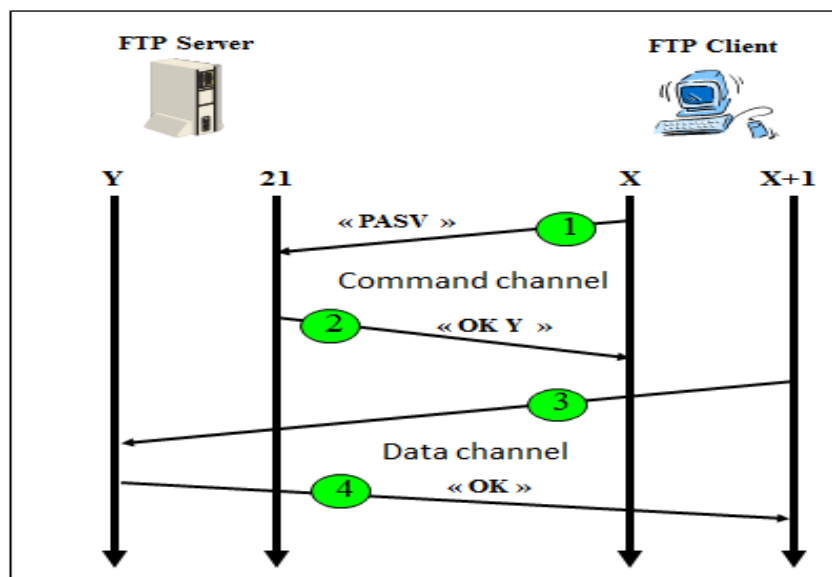 FTP Server
FTP Client
Y 21 X X+1
« PASV »
1
Command channel
2
« OK Y »
3
Data channel
4
« OK »